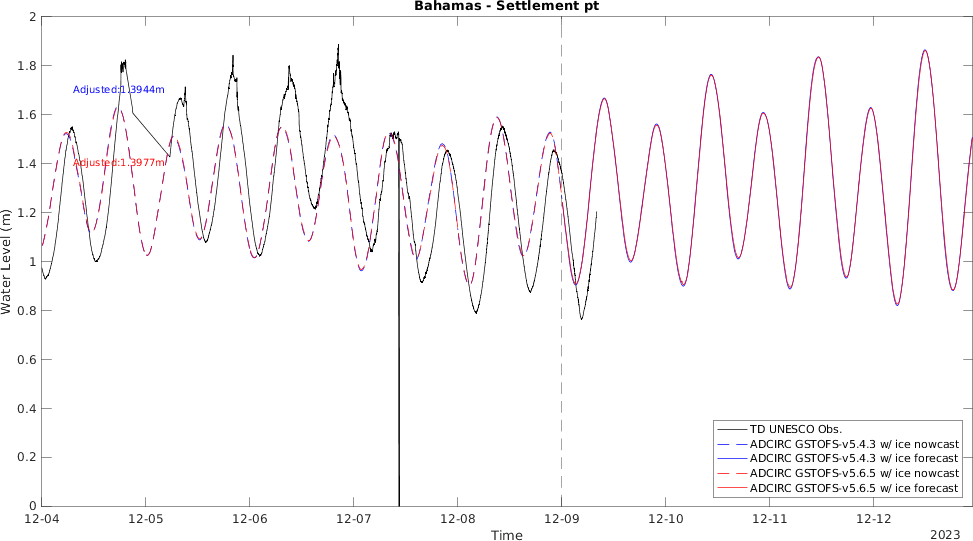 Bahamas - Settlement pt
2
1.8
Adjusted:1.3944m
1.6
1.4
Adjusted:1.3977m
1.2
1
0.8
0.6
0.4
0.2
0
Water Level (m)
TD UNESCO Obs.
ADCIRC GSTOFS-v5.4.3 w/ ice nowcast
ADCIRC GSTOFS-v5.4.3 w/ ice forecast
ADCIRC GSTOFS-v5.6.5 w/ ice nowcast
ADCIRC GSTOFS-v5.6.5 w/ ice forecast
12-04 12-05 12-06 12-07 12-08 12-09 12-10 12-11 12-12
Time
2023